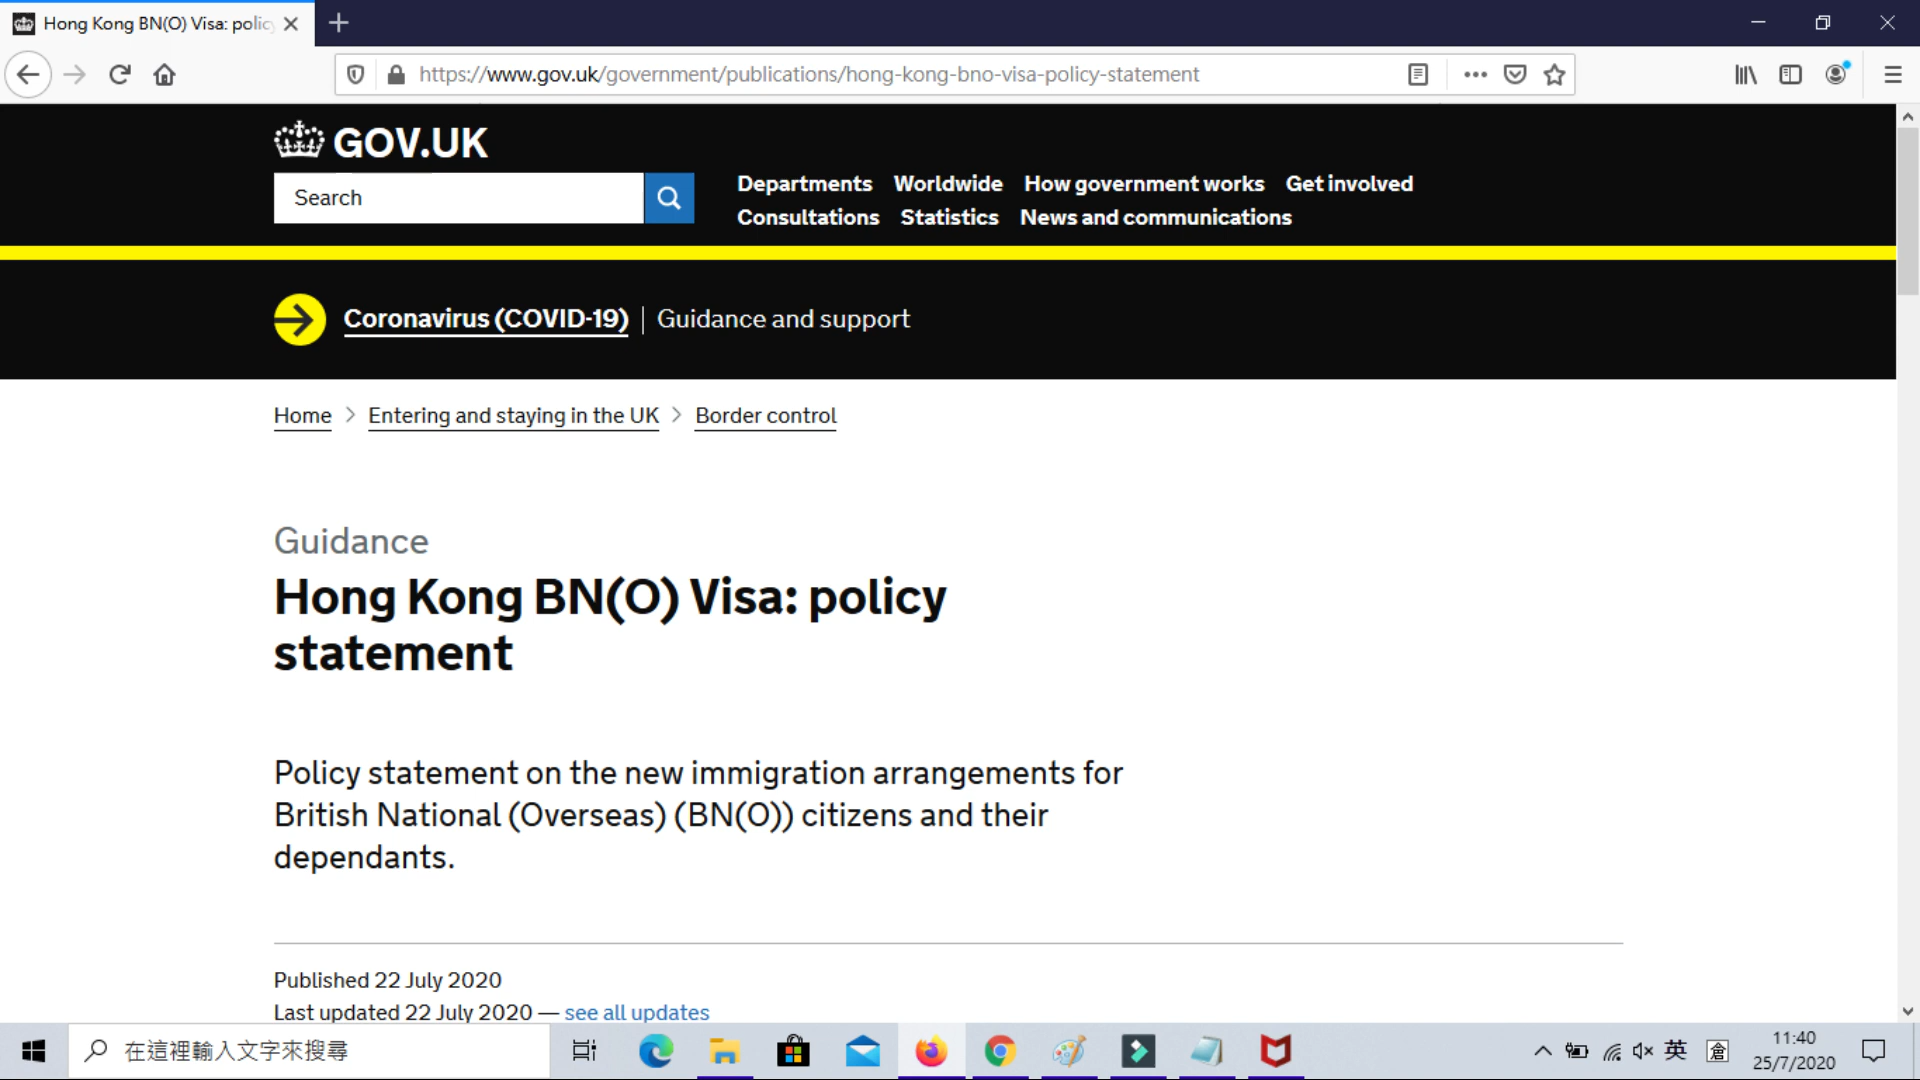 Hong Kong BN(O) Visa: polic
https://www.gov.uk/government/publications/hong-kong-bno-visa-policy-statement
GOV.UK
Search
Departments Worldwide How government works Get involved
Consultations Statistics News and communications
Coronavirus (COVID-19) | Guidance and support
Home > Entering and staying in the UK > Border control
Guidance
Hong Kong BN(O) Visa: policy
statement
Policy statement on the new immigration arrangements for
British National (Overseas) (BN(O)) citizens and their
dependants.
Published 22 July 2020
Last updated 22 July 2020 — see all updates
在這裡輸入文字來搜尋
英 倉
11:40
25/7/2020